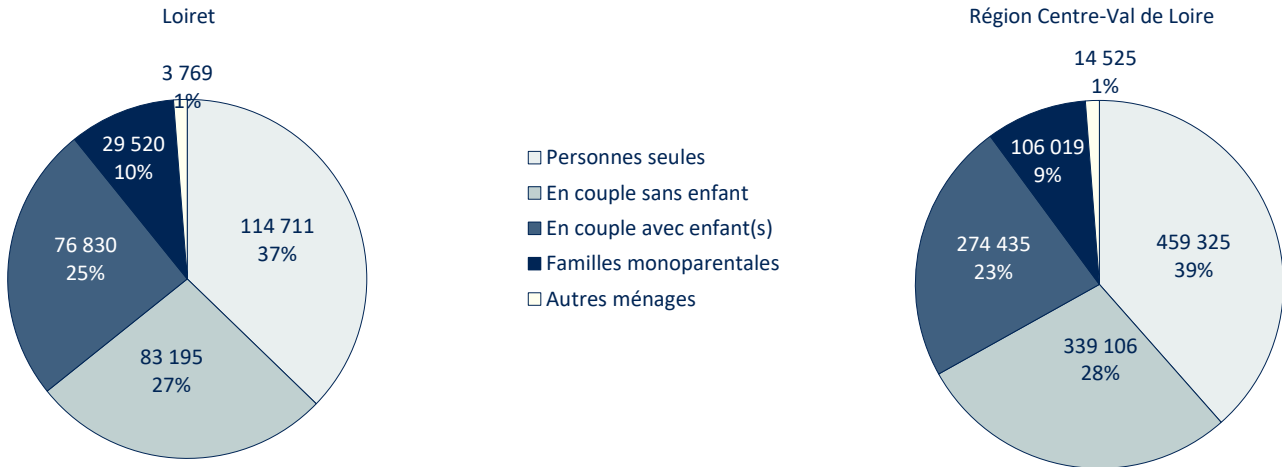 Loiret
3 769
1%
29 520
10%
114 711
37%
76 830
25%
83 195
27%
Personnes seules
En couple sans enfant
En couple avec enfant(s)
Familles monoparentales
Autres ménages
Région Centre-Val de Loire
14 525
1%
106 019
9%
459 325
39%
274 435
23%
339 106
28%